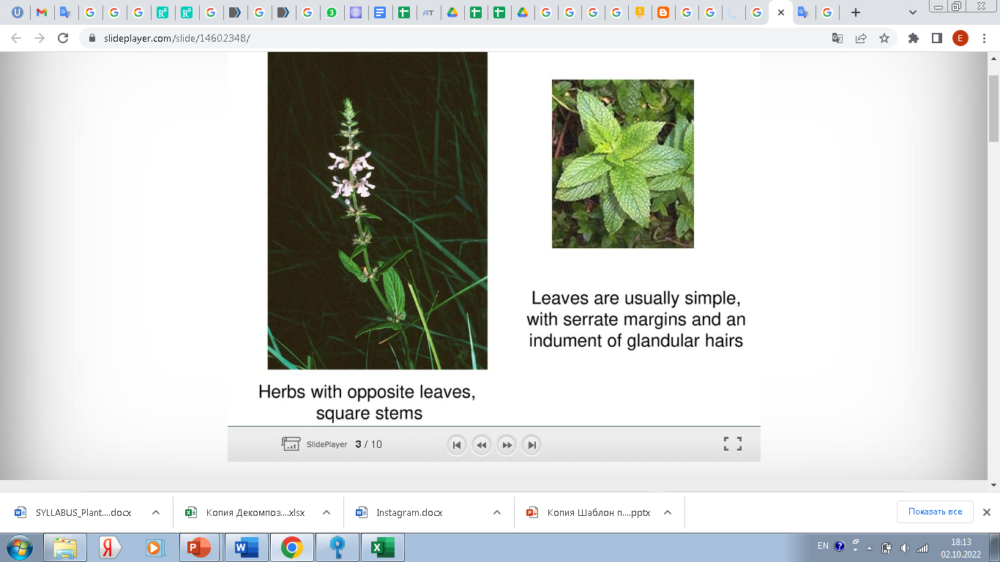 slideplayer.com/slide/14602348/
Leaves are usually simple,
with serrate margins and an
indument of glandular hairs
Herbs with opposite leaves,
square stems
SlidePlayer 3 / 10
SYLLABUS_Plant....docx
Копия Декомпоз....xlsx
Instagram.docx
Копия Шаблон п....pptx
Показать все
EN
18:13
02.10.2022